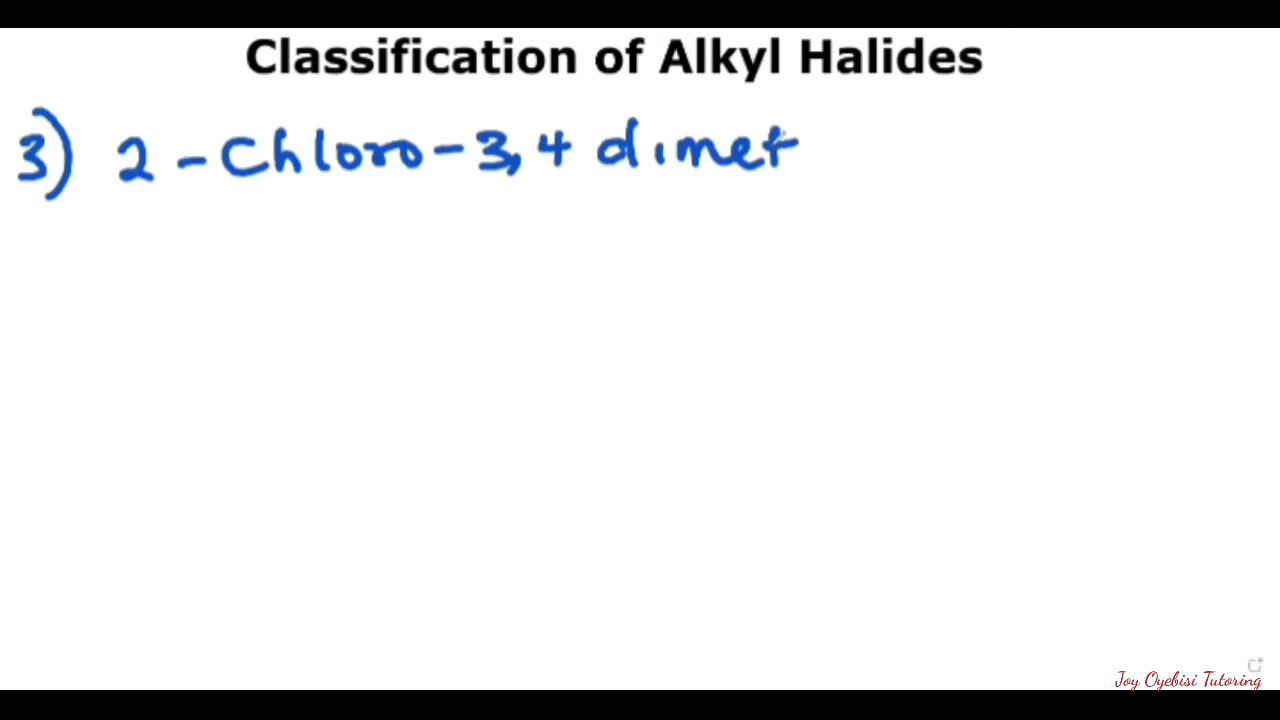 Classification of Alkyl Halides
3) 2-Chloro-3,4 dimet
Joy Oyebisi Tutoring